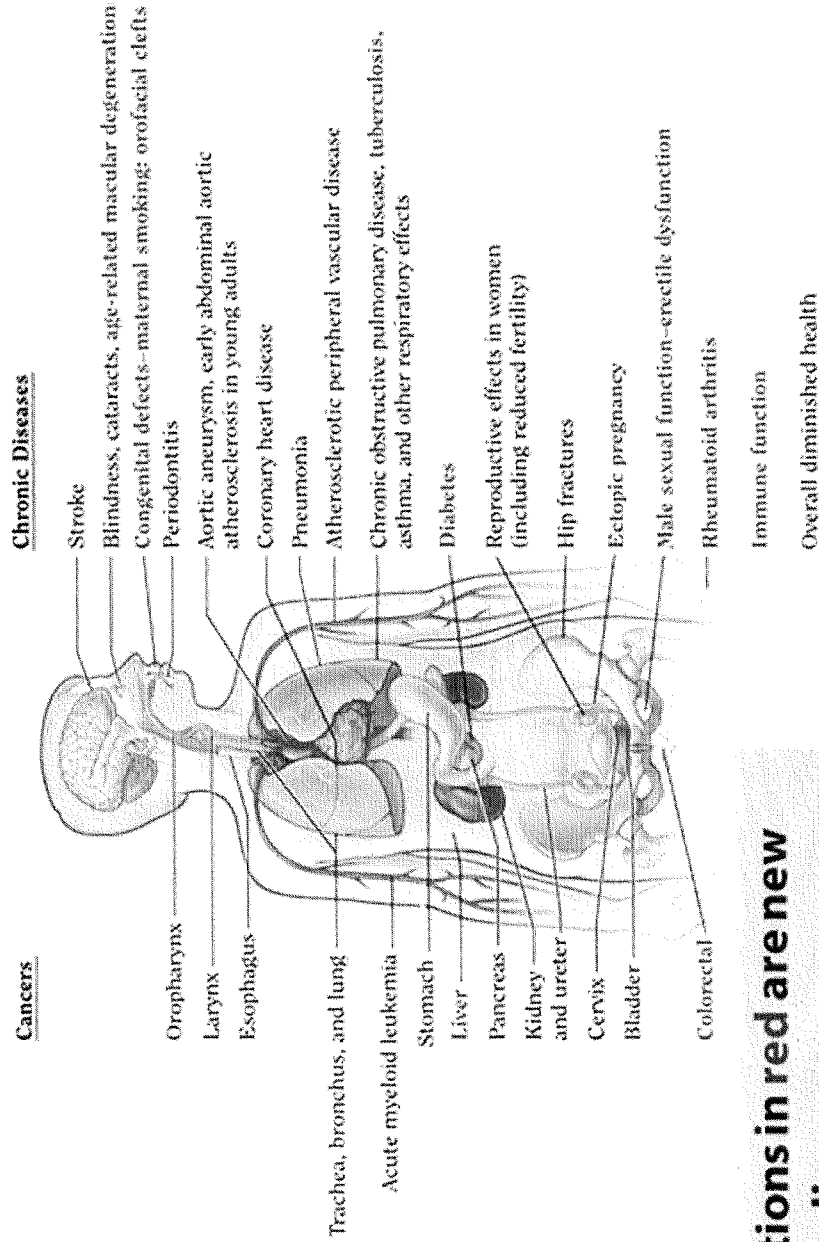 Cancers
Oropharynx
Larynx
Esophagus
Trachea, bronchus, and lung
Acute myeloid leukemia
Stomach
Liver
Pancreas
Kidney
and ureter
Cervix
Bladder
Colorectal
Chronic Diseases
Stroke
Blindness, cataracts, age-related macular degeneration
Congenital defects–maternal smoking: orofacial clefts
Periodontitis
Aortic aneurysm, early abdominal aortic
atherosclerosis in young adults
Coronary heart disease
Pneumonia
Atherosclerotic peripheral vascular disease
Chronic obstructive pulmonary disease, tuberculosis,
asthma, and other respiratory effects
Diabetes
Reproductive effects in women
(including reduced fertility)
Hip fractures
Ectopic pregnancy
Male sexual function–erectile dysfunction
Rheumatoid arthritis
Immune function
Overall diminished health
in red are new